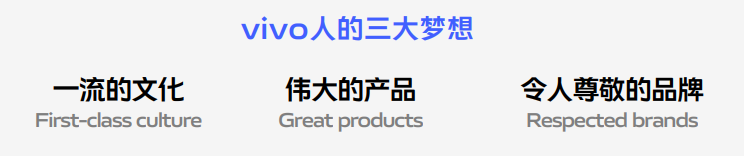 vivo人的三大梦想
一流的文化 伟大的产品 令人尊敬的品牌
First-class culture Great products Respected brands